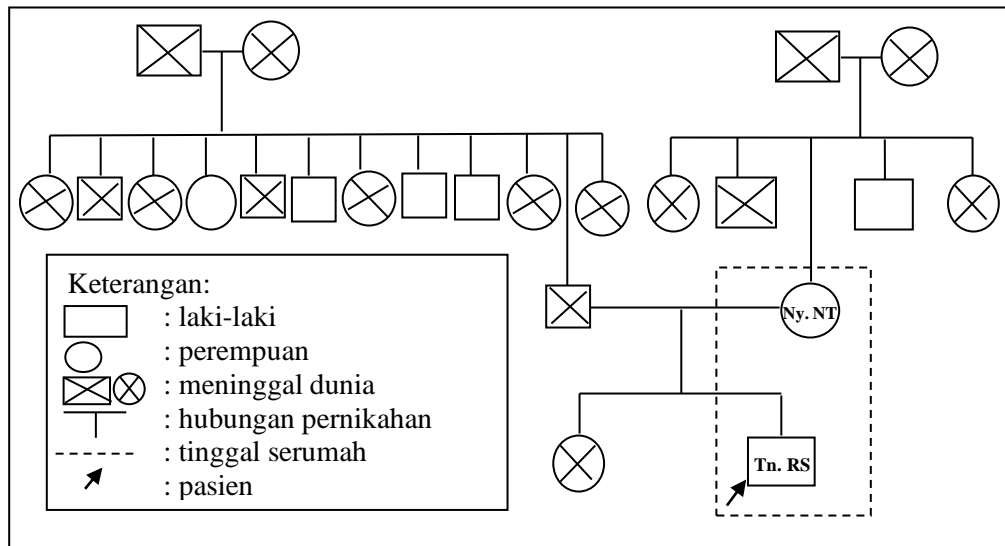 Ny. NT
Tn. RS
Keterangan:
: laki-laki
: perempuan
: meninggal dunia
: hubungan pernikahan
: tinggal serumah
: pasien